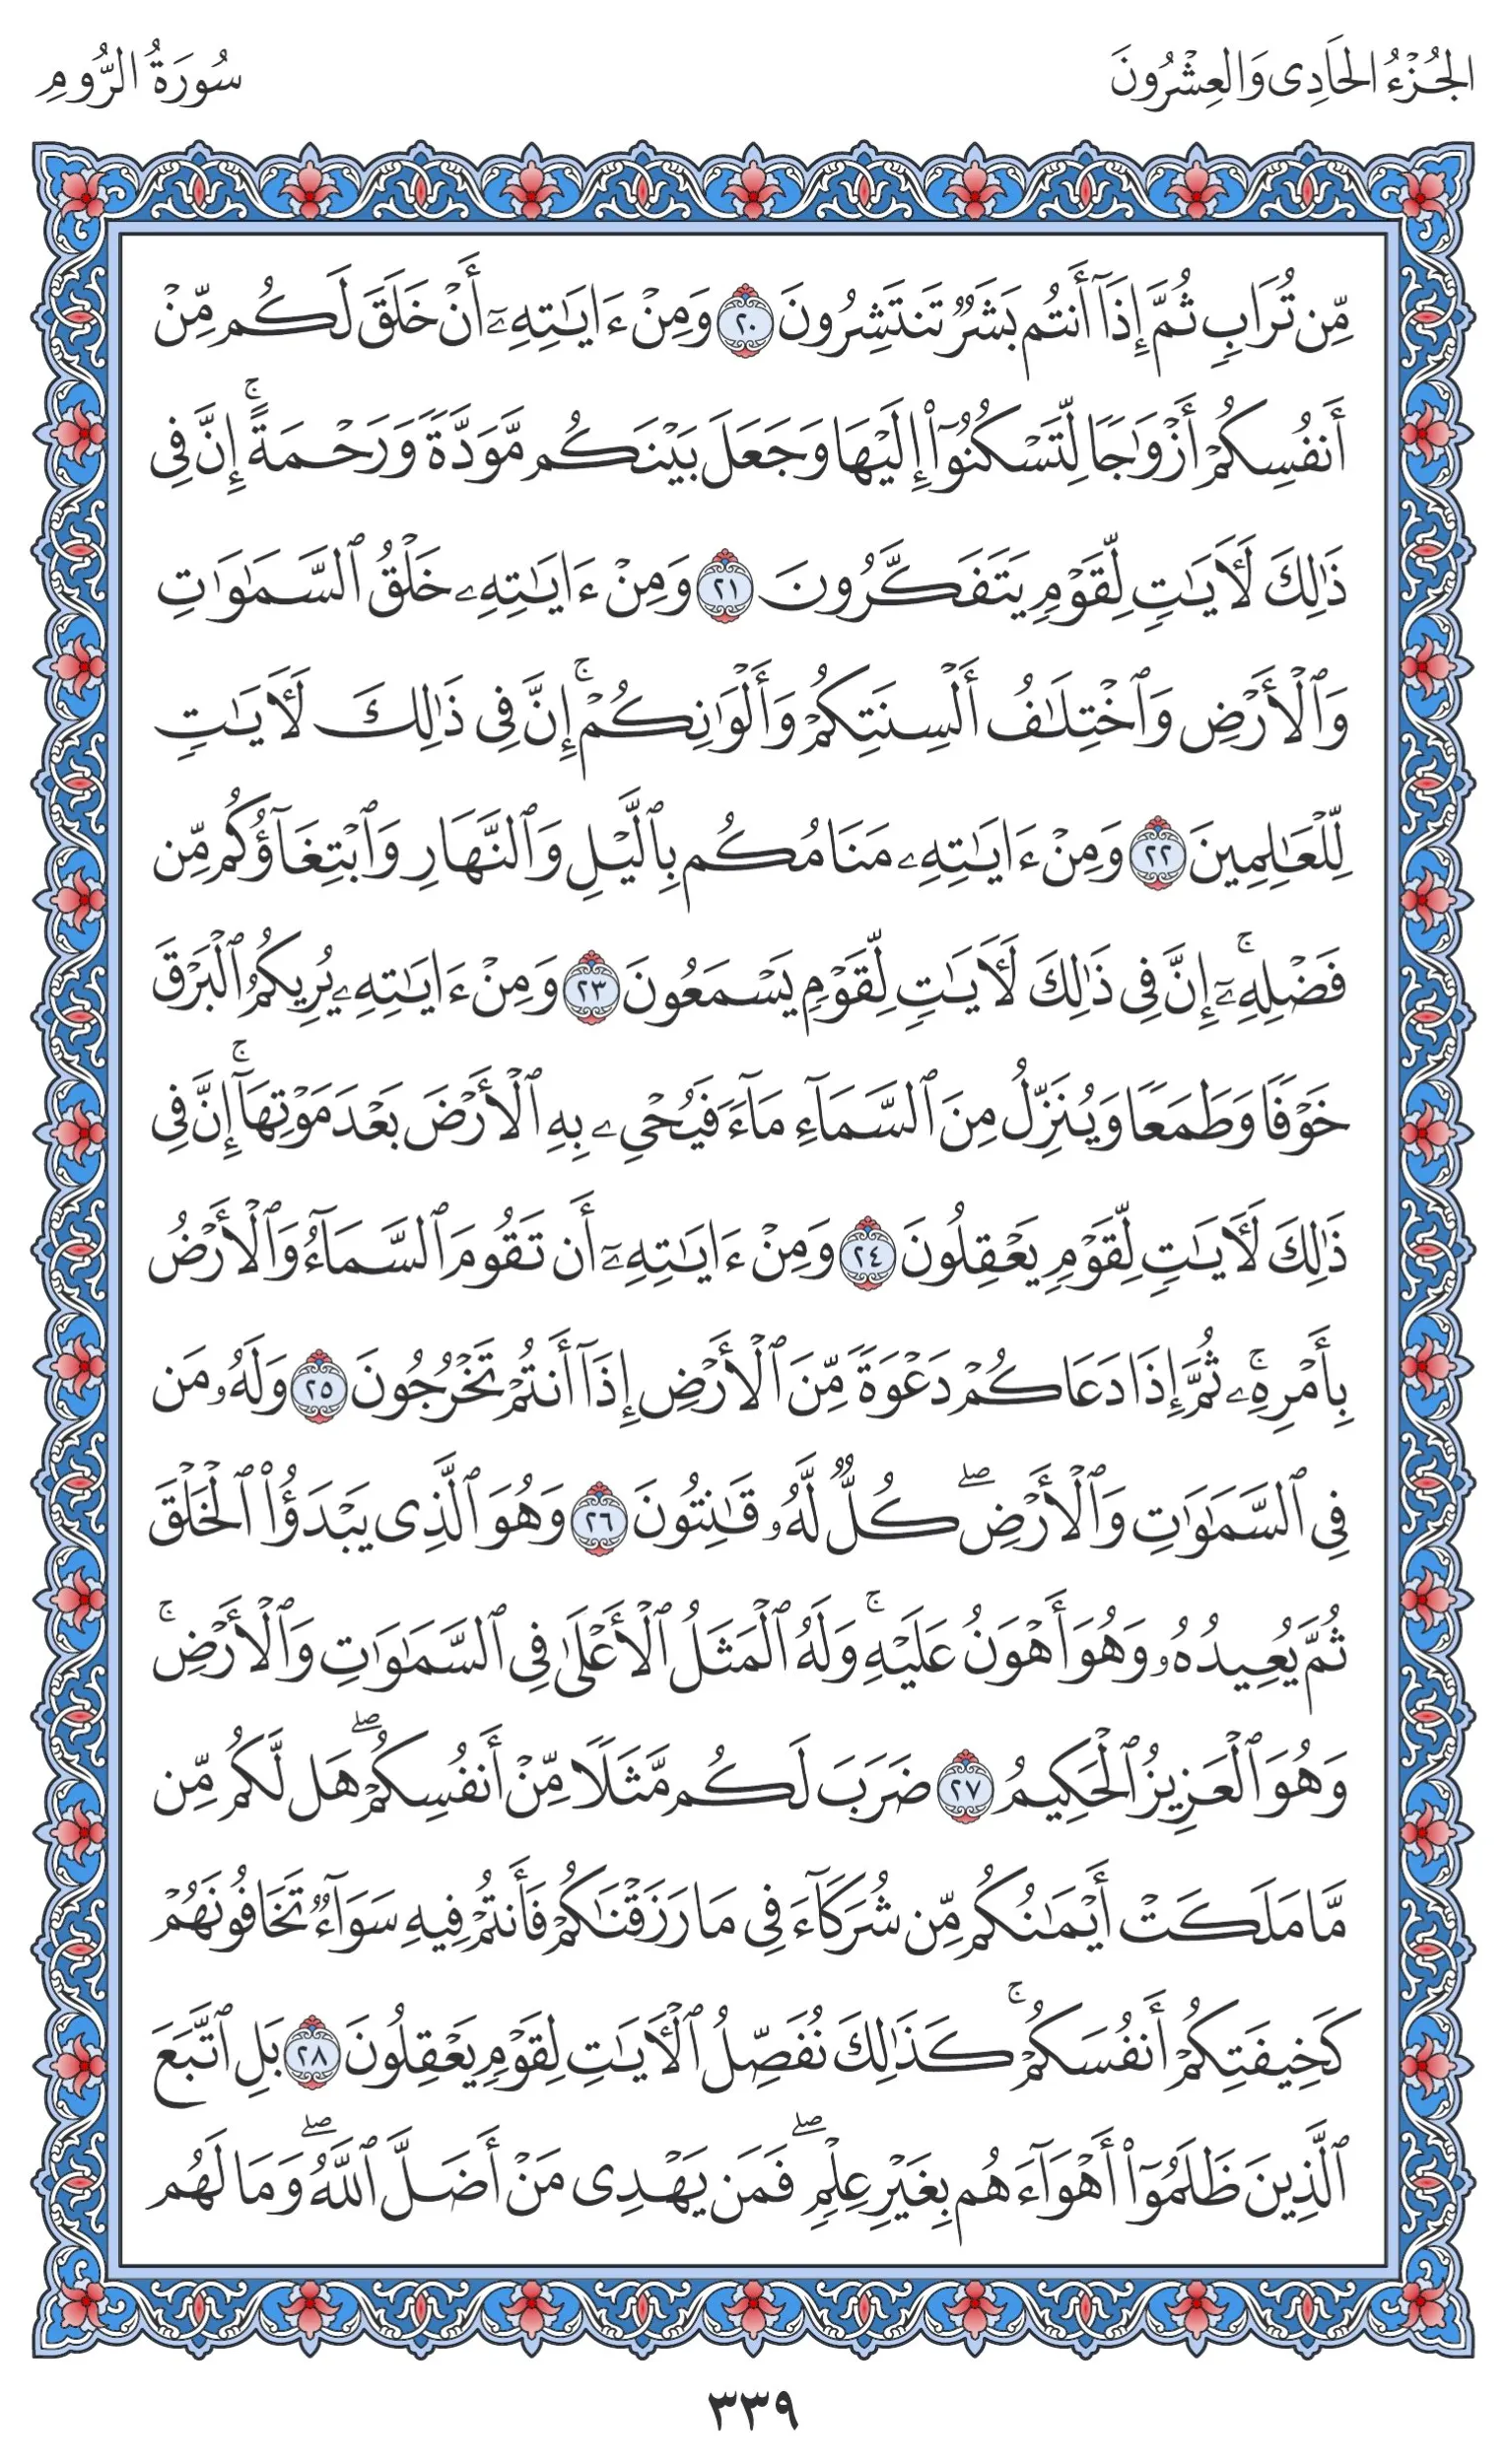 الجُزْءُ الحَادِى وَالعِشْرُونَ
سُورَةُ الرُّومِ
مِّن تُرَابٍ ثُمَّ إِذَآ أَنتُم بَشَرٌ تَنتَشِرُونَ ٢٠ وَمِنْ ءَايَٰتِهِۦٓ أَنْ خَلَقَ لَكُم مِّنْ
أَنفُسِكُمْ أَزْوَٰجًا لِّتَسْكُنُوٓا۟ إِلَيْهَا وَجَعَلَ بَيْنَكُم مَّوَدَّةً وَرَحْمَةً ۚ إِنَّ فِى
ذَٰلِكَ لَـَٔايَٰتٍ لِّقَوْمٍ يَتَفَكَّرُونَ ٢١ وَمِنْ ءَايَٰتِهِۦ خَلْقُ ٱلسَّمَٰوَٰتِ
وَٱلْأَرْضِ وَٱخْتِلَٰفُ أَلْسِنَتِكُمْ وَأَلْوَٰنِكُمْ ۚ إِنَّ فِى ذَٰلِكَ لَـَٔايَٰتٍ
لِّلْعَٰلِمِينَ ٢٢ وَمِنْ ءَايَٰتِهِۦ مَنَامُكُم بِٱلَّيْلِ وَٱلنَّهَارِ وَٱبْتِغَآؤُكُم مِّن
فَضْلِهِۦٓ ۚ إِنَّ فِى ذَٰلِكَ لَـَٔايَٰتٍ لِّقَوْمٍ يَسْمَعُونَ ٢٣ وَمِنْ ءَايَٰتِهِۦ يُرِيكُمُ ٱلْبَرْقَ
خَوْفًا وَطَمَعًا وَيُنَزِّلُ مِنَ ٱلسَّمَآءِ مَآءً فَيُحْىِۦ بِهِ ٱلْأَرْضَ بَعْدَ مَوْتِهَآ ۚ إِنَّ فِى
ذَٰلِكَ لَـَٔايَٰتٍ لِّقَوْمٍ يَعْقِلُونَ ٢٤ وَمِنْ ءَايَٰتِهِۦٓ أَن تَقُومَ ٱلسَّمَآءُ وَٱلْأَرْضُ
بِأَمْرِهِۦ ۚ ثُمَّ إِذَا دَعَاكُمْ دَعْوَةً مِّنَ ٱلْأَرْضِ إِذَآ أَنتُمْ تَخْرُجُونَ ٢٥ وَلَهُۥ مَن
فِى ٱلسَّمَٰوَٰتِ وَٱلْأَرْضِ ۖ كُلٌّ لَّهُۥ قَٰنِتُونَ ٢٦ وَهُوَ ٱلَّذِى يَبْدَؤُا۟ ٱلْخَلْقَ
ثُمَّ يُعِيدُهُۥ وَهُوَ أَهْوَنُ عَلَيْهِ ۚ وَلَهُ ٱلْمَثَلُ ٱلْأَعْلَىٰ فِى ٱلسَّمَٰوَٰتِ وَٱلْأَرْضِ ۚ
وَهُوَ ٱلْعَزِيزُ ٱلْحَكِيمُ ٢٧ ضَرَبَ لَكُم مَّثَلًا مِّنْ أَنفُسِكُمْ ۖ هَل لَّكُم مِّن
مَّا مَلَكَتْ أَيْمَٰنُكُم مِّن شُرَكَآءَ فِى مَا رَزَقْنَٰكُمْ فَأَنتُمْ فِيهِ سَوَآءٌ تَخَافُونَهُمْ
كَخِيفَتِكُمْ أَنفُسَكُمْ ۚ كَذَٰلِكَ نُفَصِّلُ ٱلْـَٔايَٰتِ لِقَوْمٍ يَعْقِلُونَ ٢٨ بَلِ ٱتَّبَعَ
ٱلَّذِينَ ظَلَمُوٓا۟ أَهْوَآءَهُم بِغَيْرِ عِلْمٍ ۖ فَمَن يَهْدِى مَنْ أَضَلَّ ٱللَّهُ ۖ وَمَا لَهُم
٣٣٩